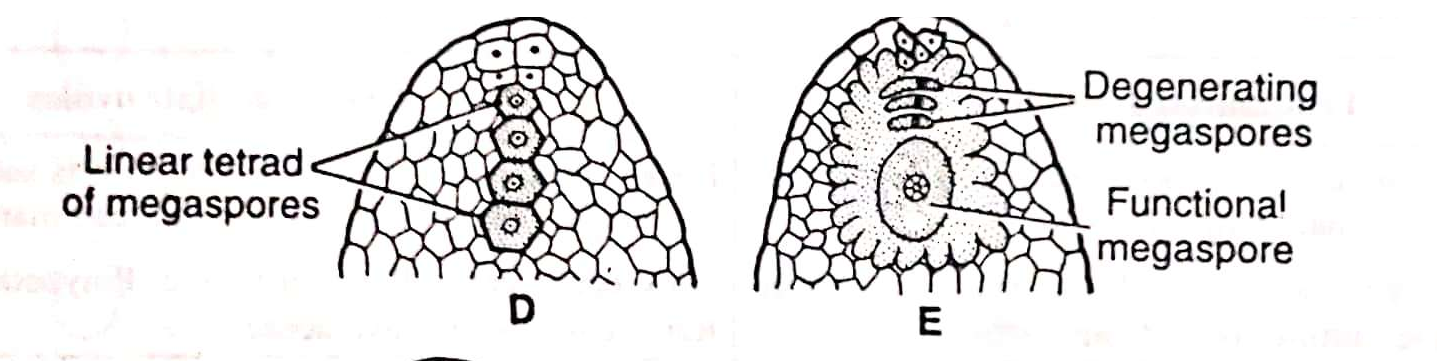 Linear tetrad
of megaspores
D
Degenerating
megaspores
Functional
megaspore
E